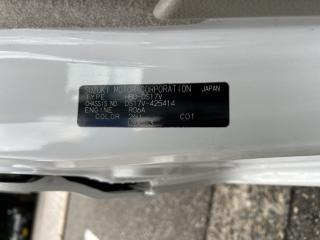 SUZUKI MOTOR CORPORATION JAPAN
TYPE HBD-DS17V
CHASSIS NO DS17V-425414
ENGINE R06A
COLOR 26U C01